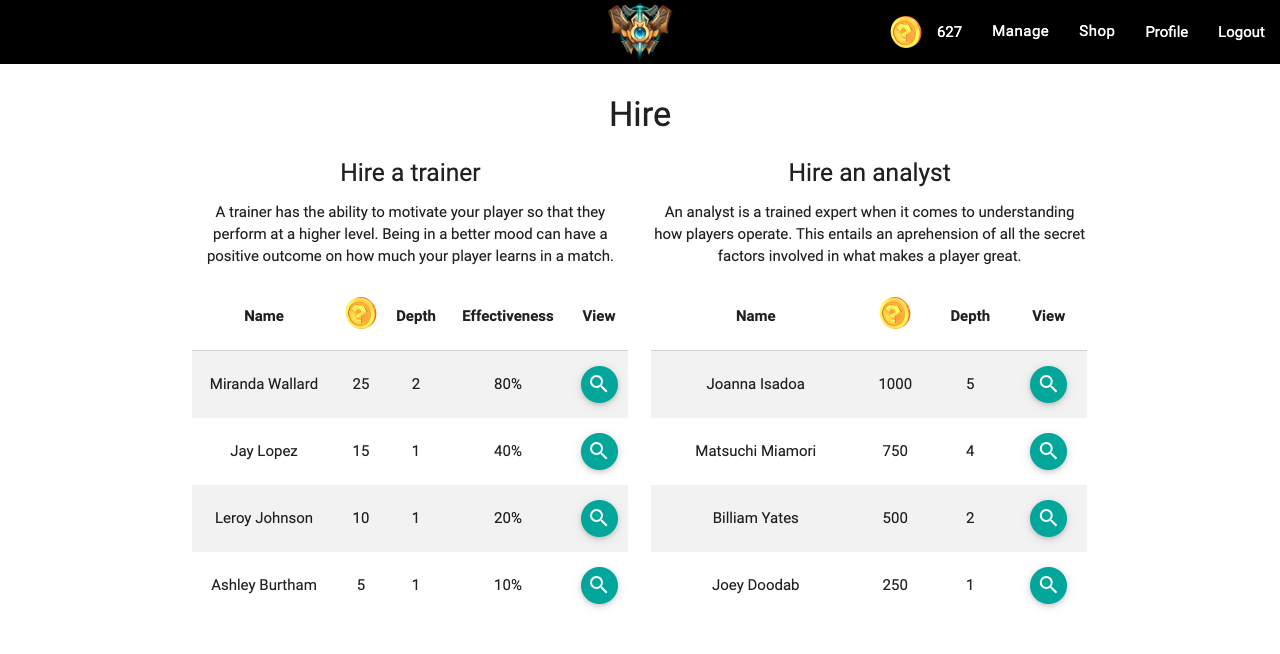 627 Manage Shop Profile Logout
Hire
Hire a trainer
A trainer has the ability to motivate your player so that they
perform at a higher level. Being in a better mood can have a
positive outcome on how much your player learns in a match.
Name Depth Effectiveness View
Miranda Wallard 25 2 80%
Jay Lopez 15 1 40%
Leroy Johnson 10 1 20%
Ashley Burtham 5 1 10%
Hire an analyst
An analyst is a trained expert when it comes to understanding
how players operate. This entails an aprehension of all the secret
factors involved in what makes a player great.
Name Depth View
Joanna Isadoa 1000 5
Matsuchi Miamori 750 4
Billiam Yates 500 2
Joey Doodab 250 1